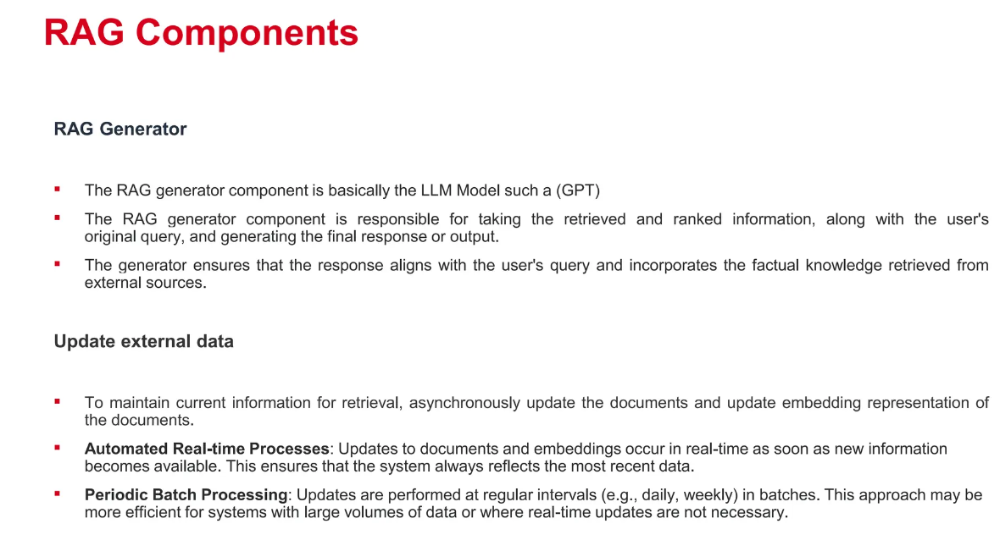 RAG Components
RAG Generator
▪ The RAG generator component is basically the LLM Model such a (GPT)
▪ The RAG generator component is responsible for taking the retrieved and ranked information, along with the user's
original query, and generating the final response or output.
▪ The generator ensures that the response aligns with the user's query and incorporates the factual knowledge retrieved from
external sources.
Update external data
▪ To maintain current information for retrieval, asynchronously update the documents and update embedding representation of
the documents.
▪ Automated Real-time Processes: Updates to documents and embeddings occur in real-time as soon as new information
becomes available. This ensures that the system always reflects the most recent data.
▪ Periodic Batch Processing: Updates are performed at regular intervals (e.g., daily, weekly) in batches. This approach may be
more efficient for systems with large volumes of data or where real-time updates are not necessary.